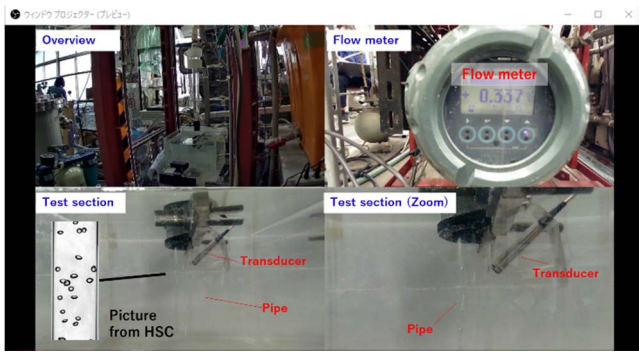 ウィンドウ プロジェクター (プレビュー)
Overview
Flow meter
Flow meter
+ 0.337
Test section
Test section (Zoom)
Transducer
Transducer
Pipe
Picture
from HSC
Pipe